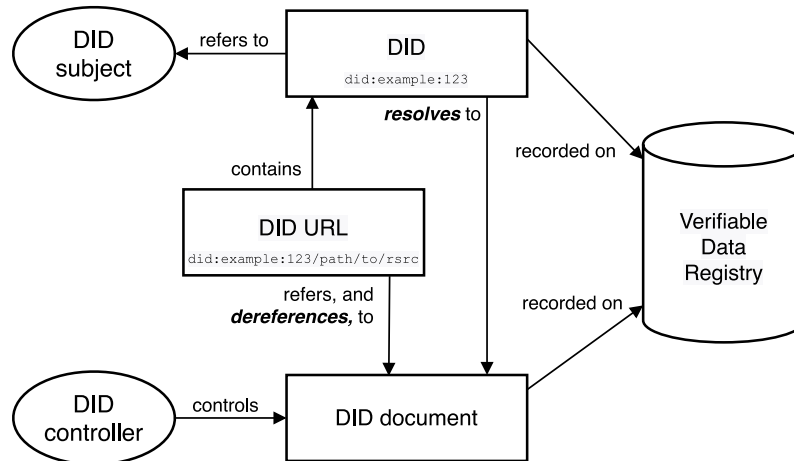 DID
subject
refers to
DID
did:example:123
resolves to
recorded on
contains
DID URL
did:example:123/path/to/rsrc
Verifiable
Data
Registry
refers, and
dereferences, to
recorded on
DID
controller
controls
DID document